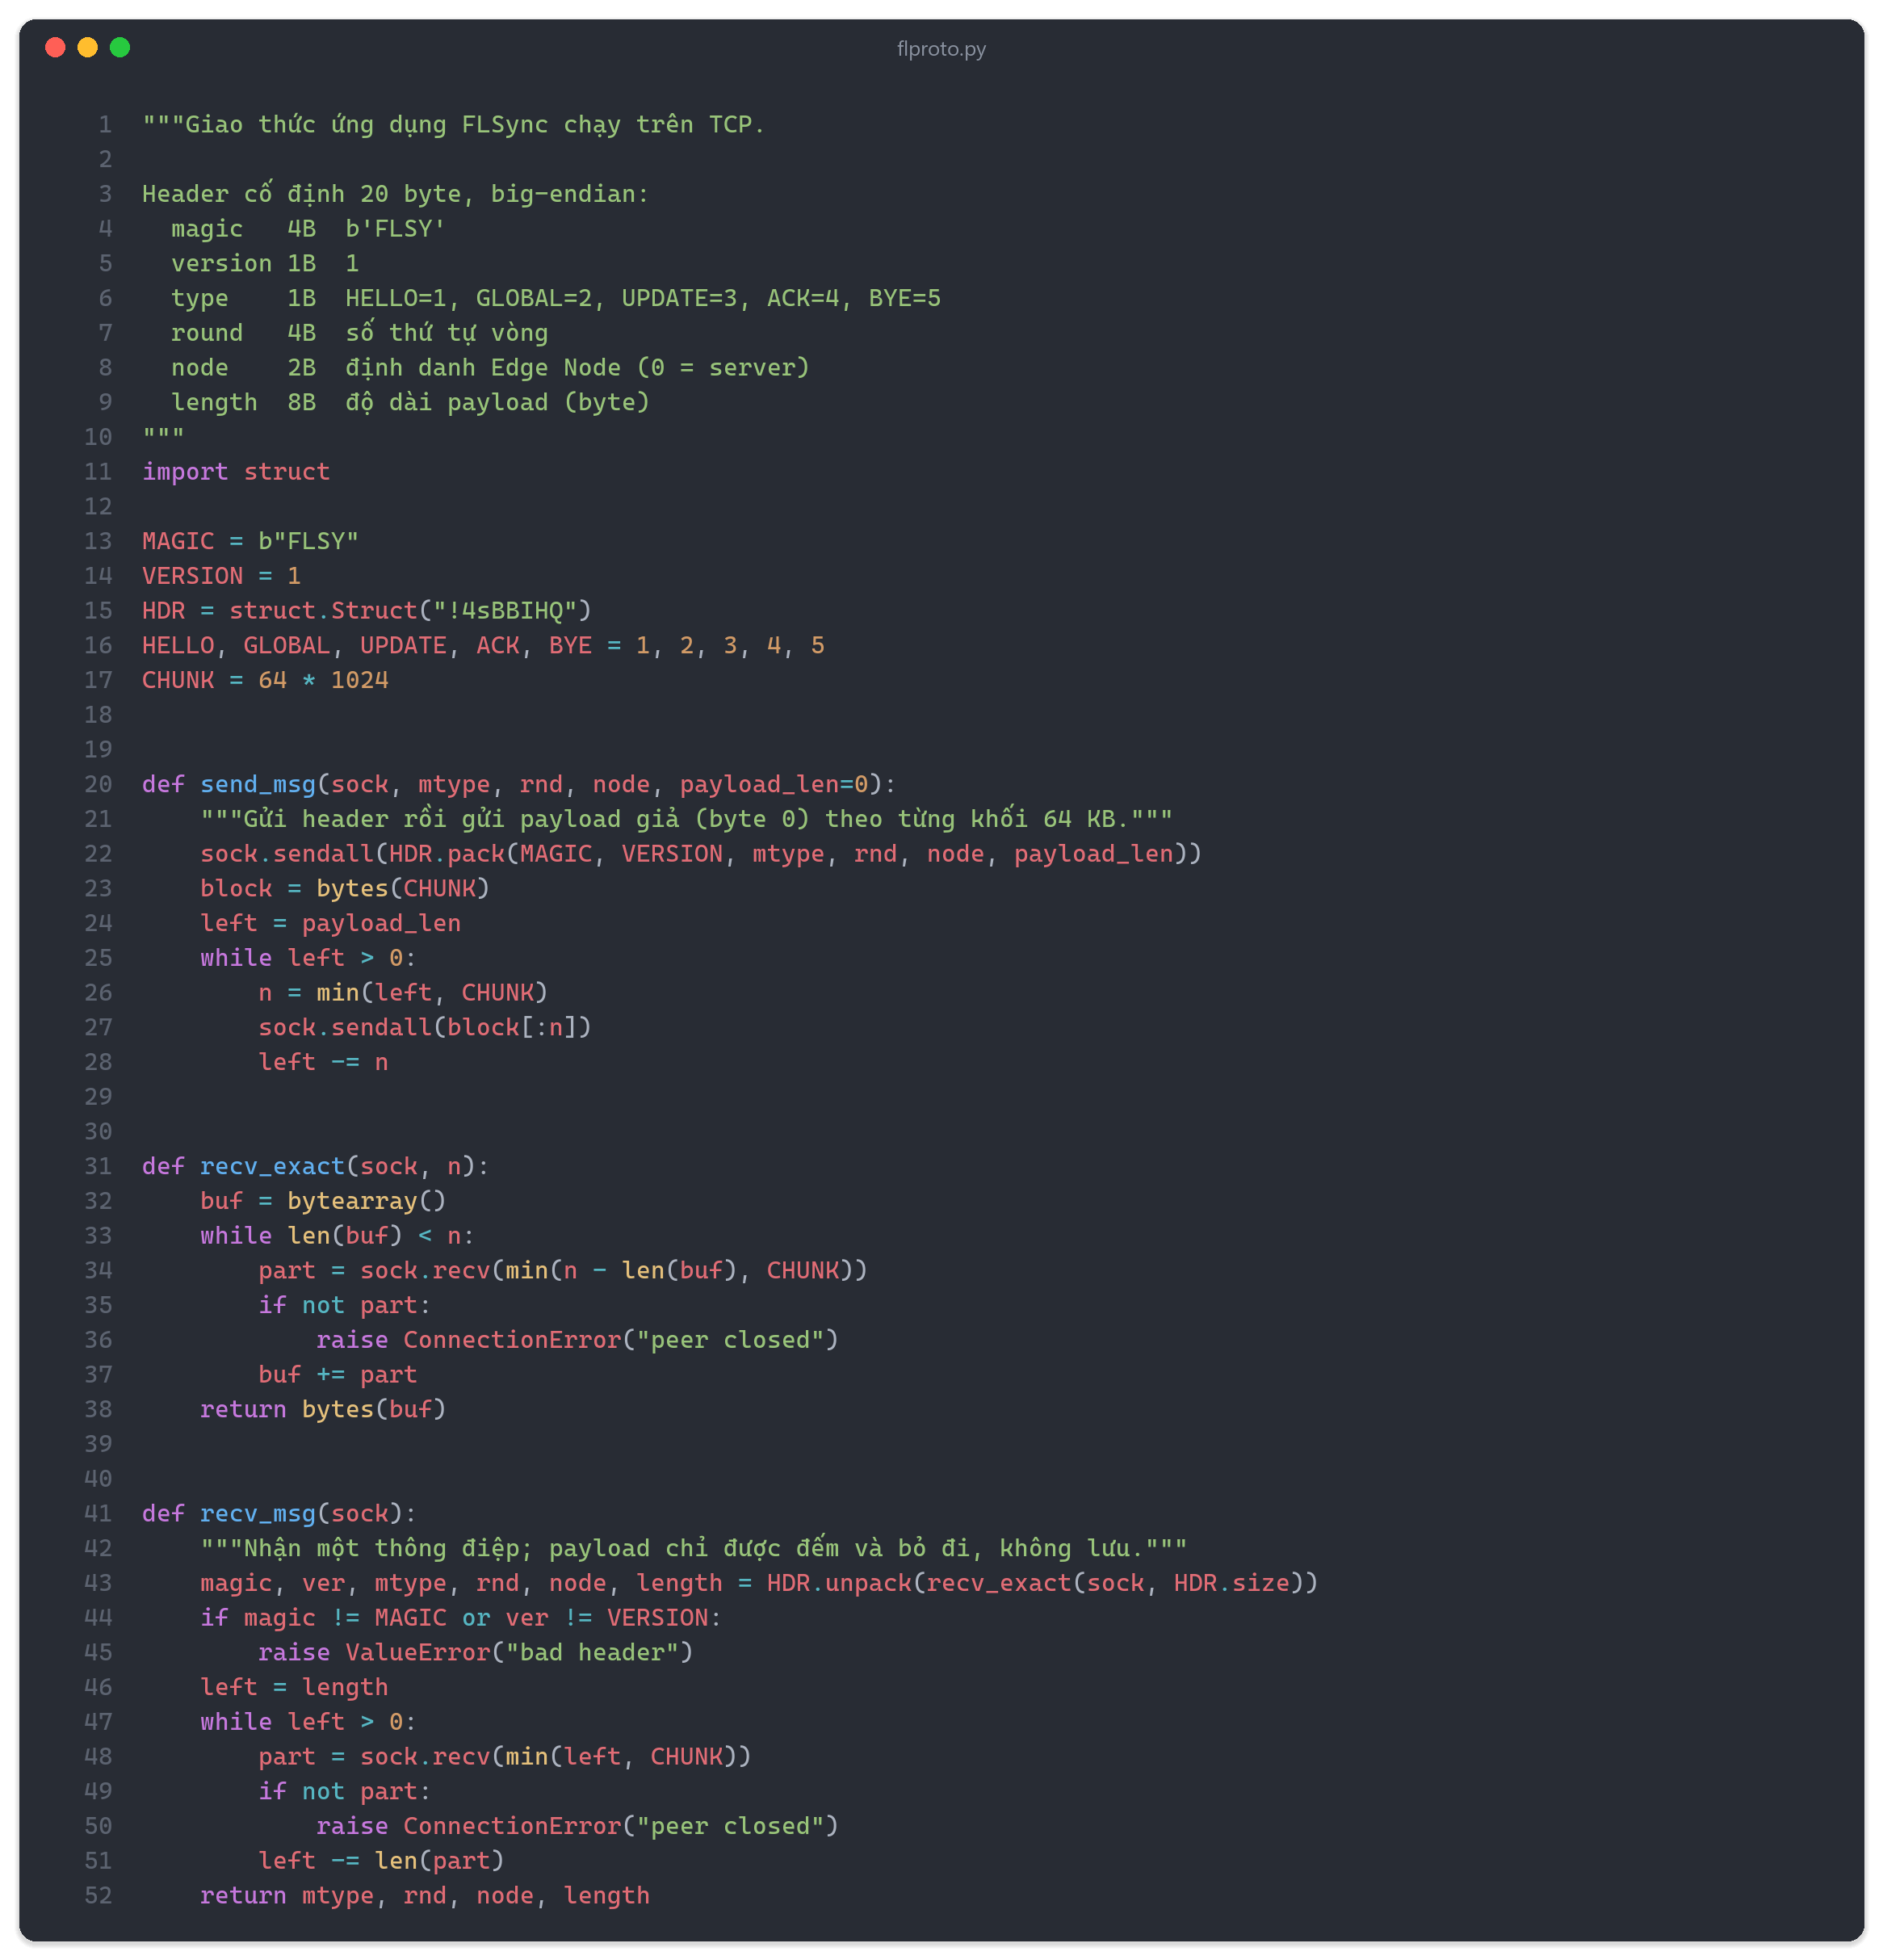 flproto.py
1 """Giao thức ứng dụng FLSync chạy trên TCP.
2
3 Header cố định 20 byte, big-endian:
4   magic   4B  b'FLSY'
5   version 1B  1
6   type    1B  HELLO=1, GLOBAL=2, UPDATE=3, ACK=4, BYE=5
7   round   4B  số thứ tự vòng
8   node    2B  định danh Edge Node (0 = server)
9   length  8B  độ dài payload (byte)
10 """
11 import struct
12
13 MAGIC = b"FLSY"
14 VERSION = 1
15 HDR = struct.Struct("!4sBBIHQ")
16 HELLO, GLOBAL, UPDATE, ACK, BYE = 1, 2, 3, 4, 5
17 CHUNK = 64 * 1024
18
19
20 def send_msg(sock, mtype, rnd, node, payload_len=0):
21     """Gửi header rồi gửi payload giả (byte 0) theo từng khối 64 KB."""
22     sock.sendall(HDR.pack(MAGIC, VERSION, mtype, rnd, node, payload_len))
23     block = bytes(CHUNK)
24     left = payload_len
25     while left > 0:
26         n = min(left, CHUNK)
27         sock.sendall(block[:n])
28         left -= n
29
30
31 def recv_exact(sock, n):
32     buf = bytearray()
33     while len(buf) < n:
34         part = sock.recv(min(n - len(buf), CHUNK))
35         if not part:
36             raise ConnectionError("peer closed")
37         buf += part
38     return bytes(buf)
39
40
41 def recv_msg(sock):
42     """Nhận một thông điệp; payload chỉ được đếm và bỏ đi, không lưu."""
43     magic, ver, mtype, rnd, node, length = HDR.unpack(recv_exact(sock, HDR.size))
44     if magic != MAGIC or ver != VERSION:
45         raise ValueError("bad header")
46     left = length
47     while left > 0:
48         part = sock.recv(min(left, CHUNK))
49         if not part:
50             raise ConnectionError("peer closed")
51         left -= len(part)
52     return mtype, rnd, node, length